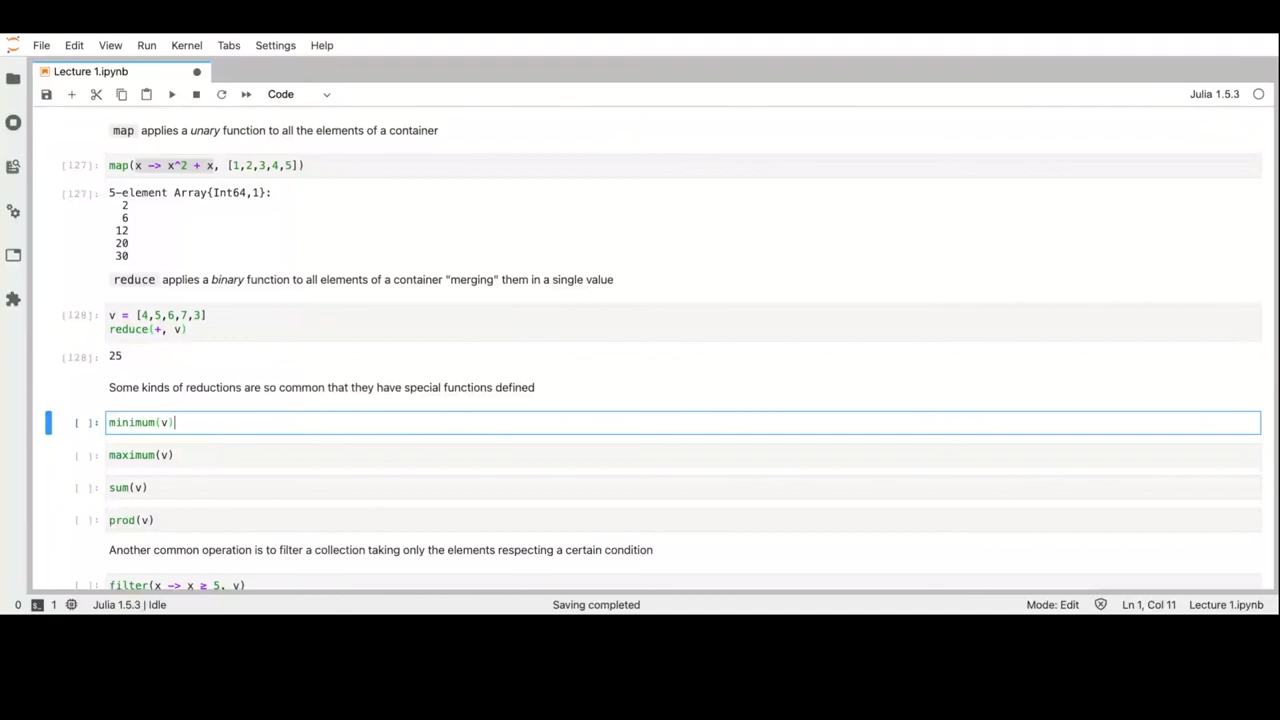 File Edit View Run Kernel Tabs Settings Help
Lecture 1.ipynb
Code
Julia 1.5.3
map applies a unary function to all the elements of a container
[127]: map(x -> x^2 + x, [1,2,3,4,5])
[127]: 5-element Array{Int64,1}:
2
6
12
20
30
reduce applies a binary function to all elements of a container "merging" them in a single value
[128]: v = [4,5,6,7,3]
reduce(+, v)
[128]: 25
Some kinds of reductions are so common that they have special functions defined
[ ]: minimum(v)
[ ]: maximum(v)
[ ]: sum(v)
[ ]: prod(v)
Another common operation is to filter a collection taking only the elements respecting a certain condition
[ ]: filter(x -> x ≥ 5, v)
0 1 Julia 1.5.3 | Idle Saving completed Mode: Edit Ln 1, Col 11 Lecture 1.ipynb